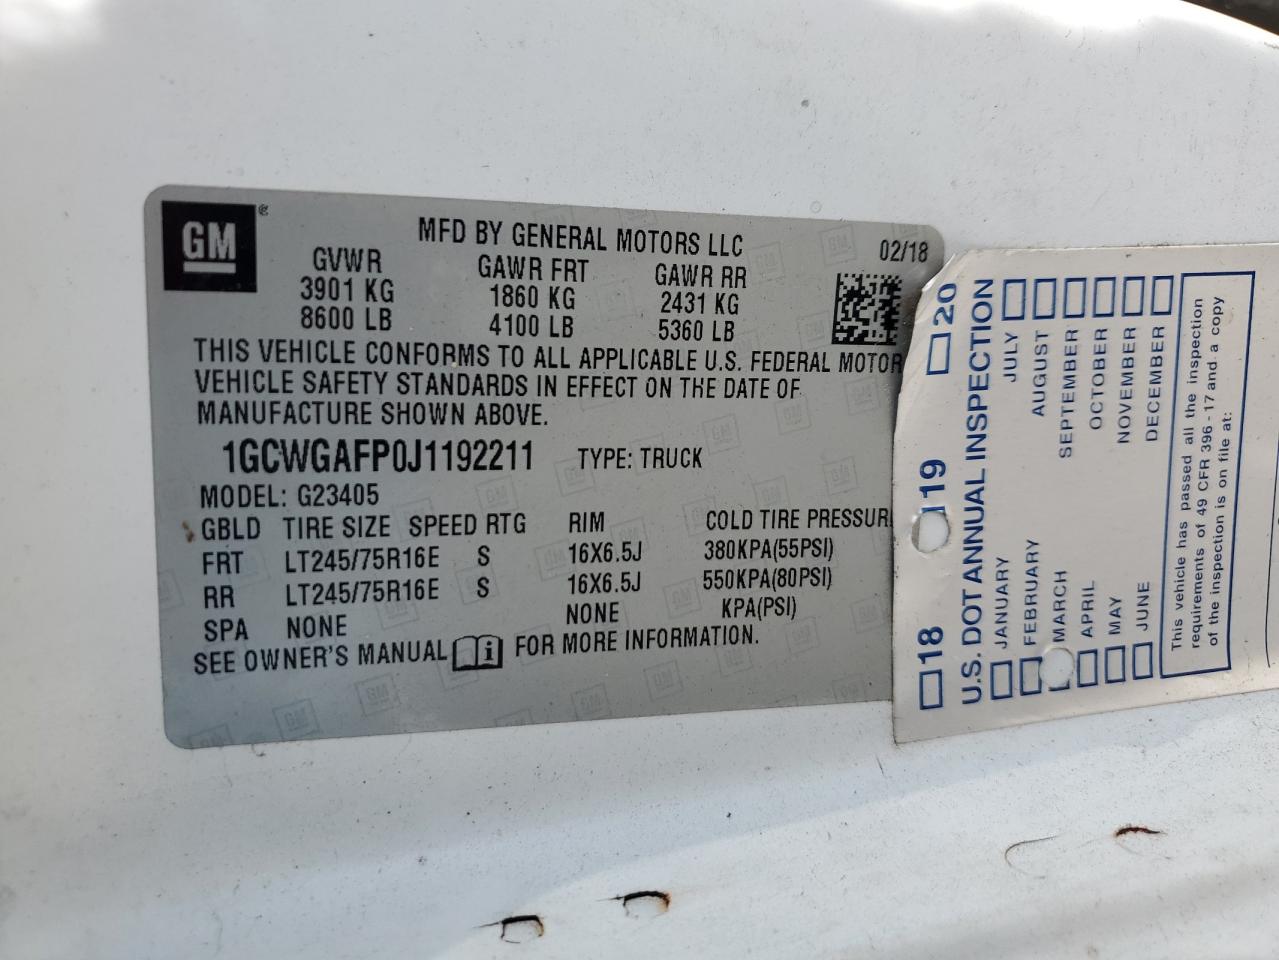 GM
MFD BY GENERAL MOTORS LLC 02/18
GVWR GAWR FRT GAWR RR
3901 KG 1860 KG 2431 KG
8600 LB 4100 LB 5360 LB
THIS VEHICLE CONFORMS TO ALL APPLICABLE U.S. FEDERAL MOTOR
VEHICLE SAFETY STANDARDS IN EFFECT ON THE DATE OF
MANUFACTURE SHOWN ABOVE.
1GCWGAFP0J1192211 TYPE: TRUCK
MODEL: G23405
GBLD TIRE SIZE SPEED RTG RIM COLD TIRE PRESSUR
FRT LT245/75R16E S 16X6.5J 380KPA(55PSI)
RR LT245/75R16E S 16X6.5J 550KPA(80PSI)
SPA NONE NONE KPA(PSI)
SEE OWNER'S MANUAL FOR MORE INFORMATION.
18 19 20
U.S. DOT ANNUAL INSPECTION
JANUARY JULY
FEBRUARY AUGUST
MARCH SEPTEMBER
APRIL OCTOBER
MAY NOVEMBER
JUNE DECEMBER
This vehicle has passed all the inspection
requirements of 49 CFR 396-17 and a copy
of the inspection is on file at: